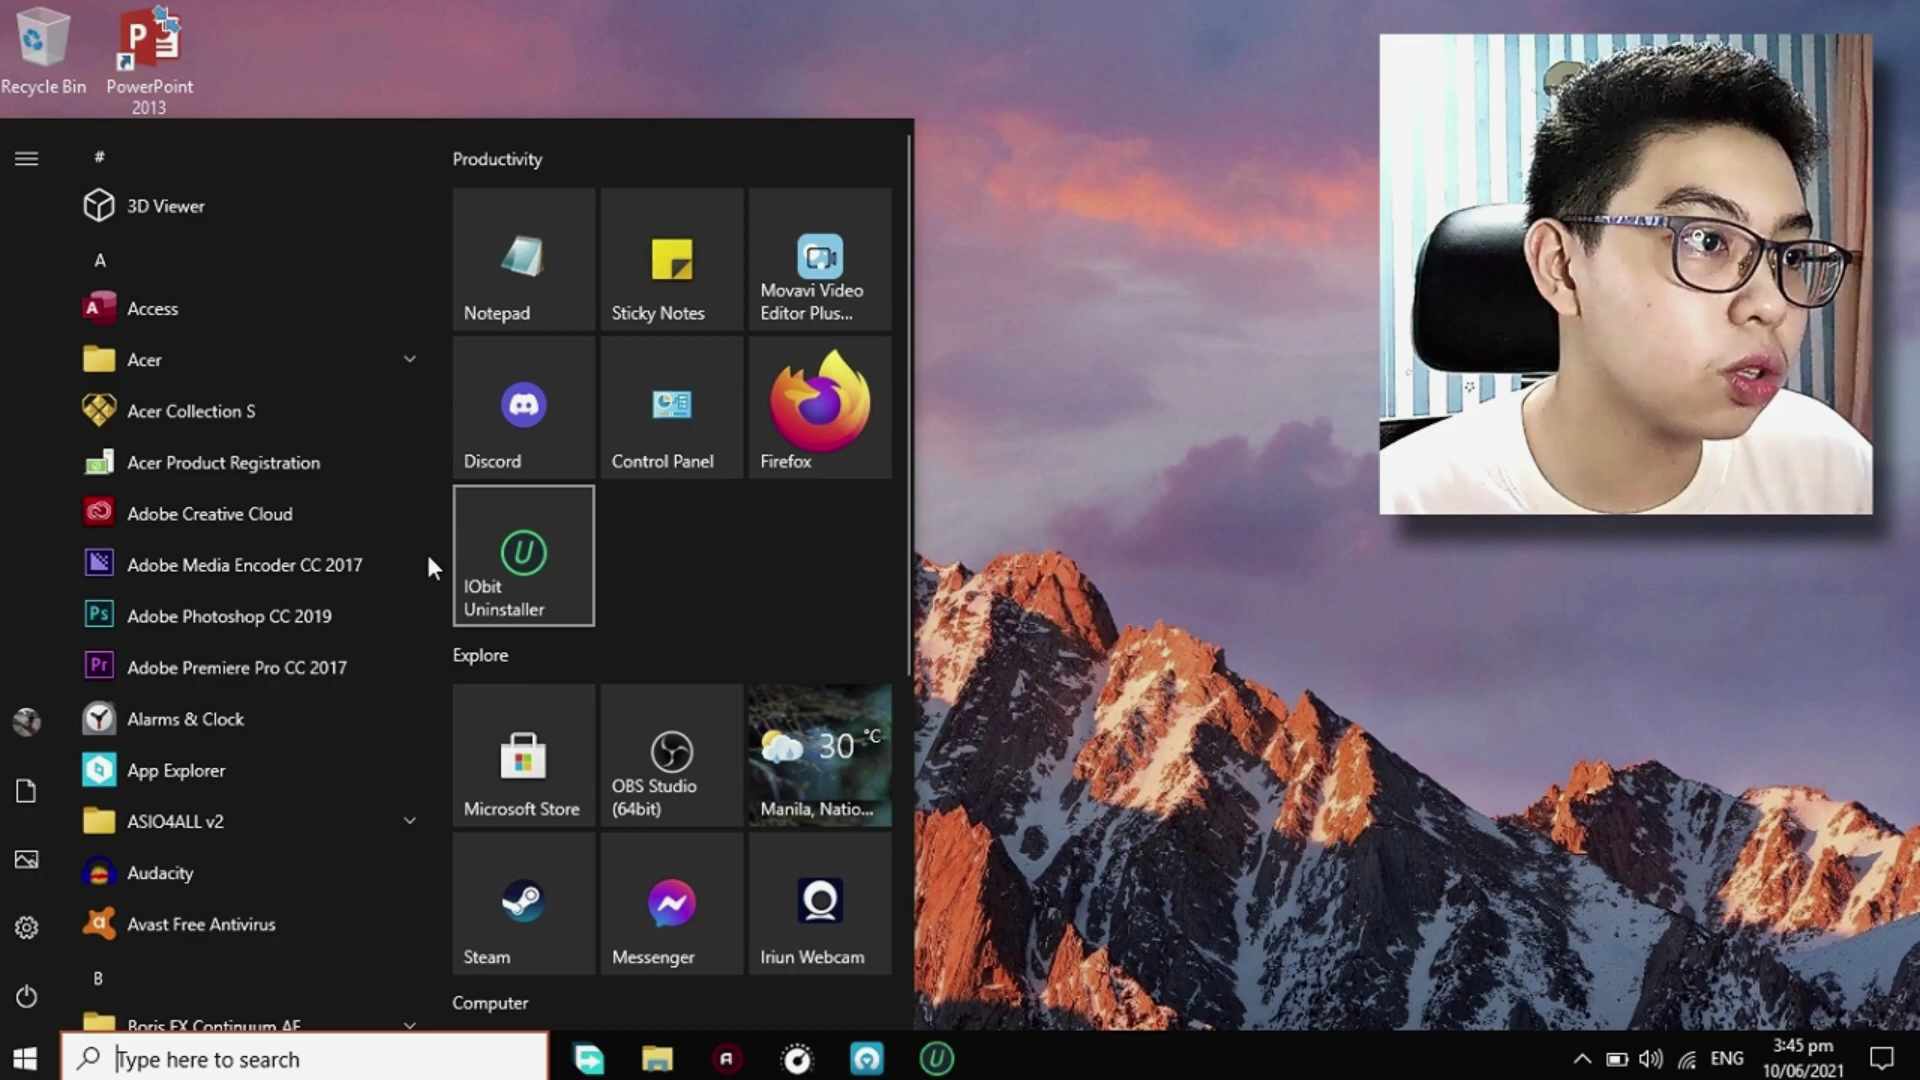 Recycle Bin
PowerPoint
2013
#
3D Viewer
A
Access
Acer
Acer Collection S
Acer Product Registration
Adobe Creative Cloud
Adobe Media Encoder CC 2017
Ps
Adobe Photoshop CC 2019
Pr
Adobe Premiere Pro CC 2017
Alarms & Clock
App Explorer
ASIO4ALL v2
Audacity
Avast Free Antivirus
B
Boris FX Continuum AE
Productivity
Notepad
Sticky Notes
Movavi Video
Editor Plus...
Discord
Control Panel
Firefox
IObit
Uninstaller
Explore
Microsoft Store
OBS Studio
(64bit)
30 °C
Manila, Natio...
Steam
Messenger
Iriun Webcam
Computer
Type here to search
ENG
3:45 pm
10/06/2021